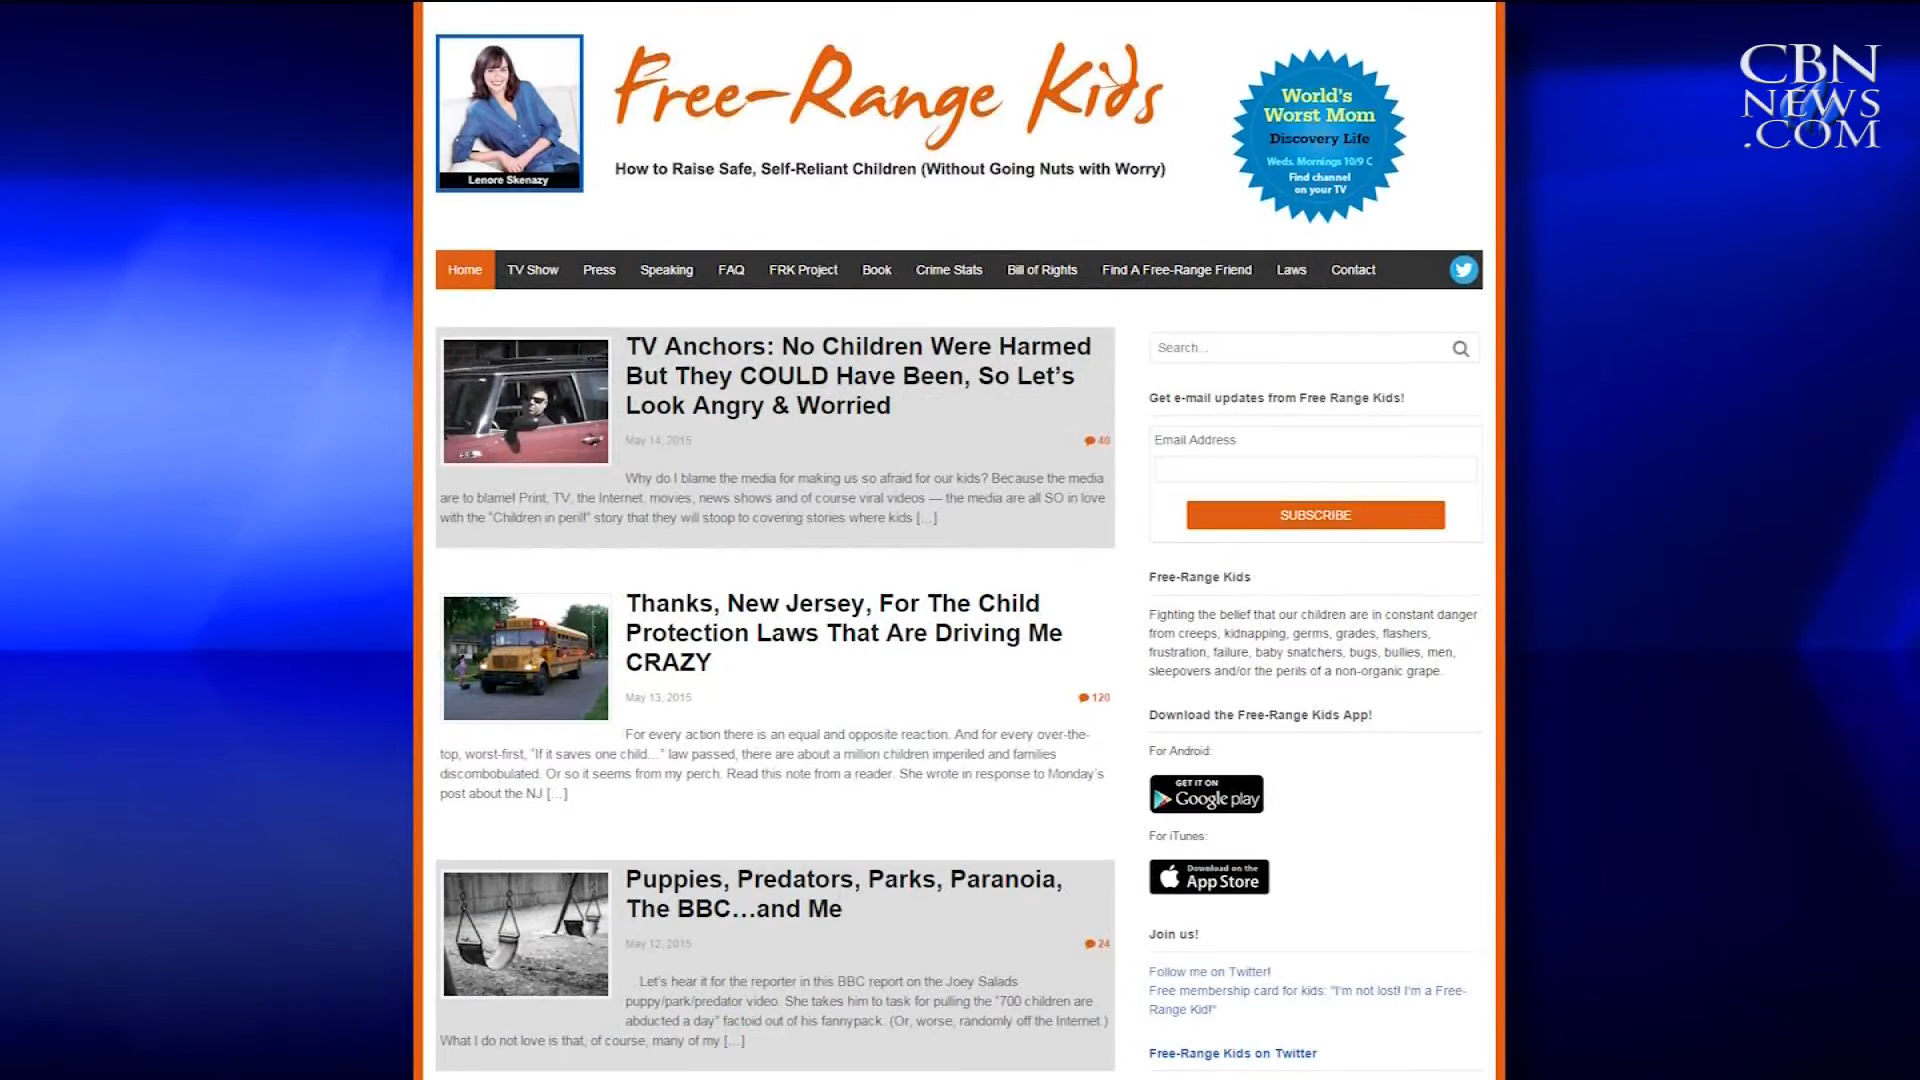 CBN
NEWS
.COM
Lenore Skenazy
Free-Range Kids
How to Raise Safe, Self-Reliant Children (Without Going Nuts with Worry)
World's
Worst Mom
Discovery Life
Weds. Mornings 10/9 C
Find channel
on your TV
Home TV Show Press Speaking FAQ FRK Project Book Crime Stats Bill of Rights Find A Free-Range Friend Laws Contact
TV Anchors: No Children Were Harmed
But They COULD Have Been, So Let's
Look Angry & Worried
May 14, 2015
40
Why do I blame the media for making us so afraid for our kids? Because the media
are to blame! Print, TV, the Internet, movies, news shows and of course viral videos — the media are all SO in love
with the "Children in peril!" story that they will stoop to covering stories where kids [...]
Thanks, New Jersey, For The Child
Protection Laws That Are Driving Me
CRAZY
May 13, 2015
120
For every action there is an equal and opposite reaction. And for every over-the-
top, worst-first, "If it saves one child..." law passed, there are about a million children imperiled and families
discombobulated. Or so it seems from my perch. Read this note from a reader. She wrote in response to Monday's
post about the NJ [...]
Puppies, Predators, Parks, Paranoia,
The BBC...and Me
May 12, 2015
24
. Let's hear it for the reporter in this BBC report on the Joey Salads
puppy/park/predator video. She takes him to task for pulling the "700 children are
abducted a day" factoid out of his fannypack. (Or, worse, randomly off the Internet.)
What I do not love is that, of course, many of my [...]
Search...
Get e-mail updates from Free Range Kids!
Email Address
SUBSCRIBE
Free-Range Kids
Fighting the belief that our children are in constant danger
from creeps, kidnapping, germs, grades, flashers,
frustration, failure, baby snatchers, bugs, bullies, men,
sleepovers and/or the perils of a non-organic grape.
Download the Free-Range Kids App!
For Android:
GET IT ON
Google play
For iTunes:
Download on the
App Store
Join us!
Follow me on Twitter!
Free membership card for kids: "I'm not lost! I'm a Free-
Range Kid!"
Free-Range Kids on Twitter